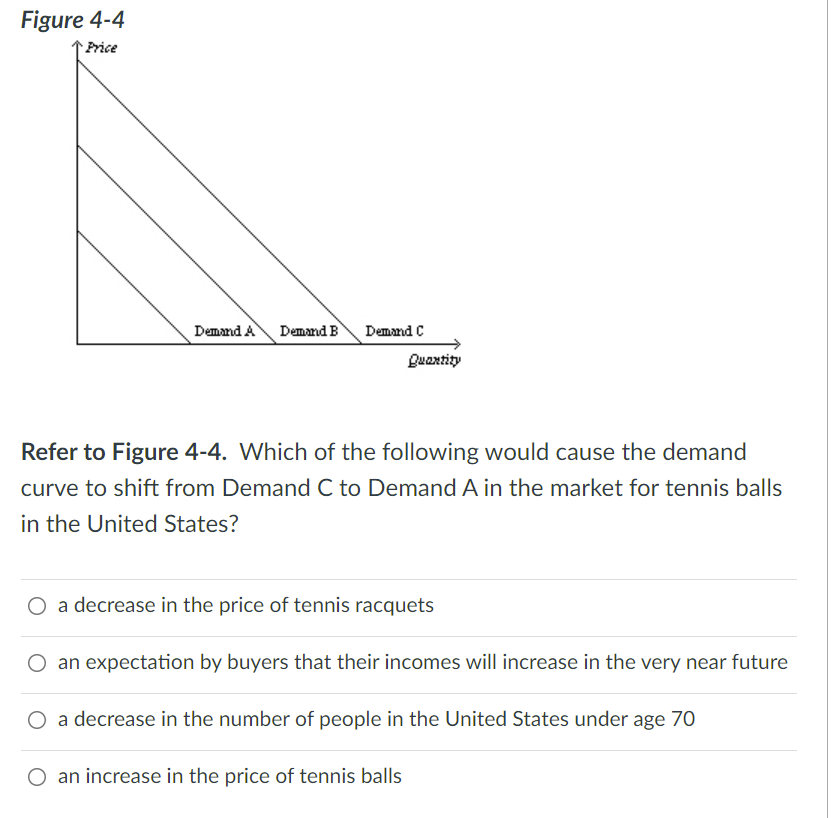 Figure 4-4
Price
Demand A
Demand B
Demand C
Quantity
Refer to Figure 4-4. Which of the following would cause the demand
curve to shift from Demand C to Demand A in the market for tennis balls
in the United States?
a decrease in the price of tennis racquets
an expectation by buyers that their incomes will increase in the very near future
a decrease in the number of people in the United States under age 70
an increase in the price of tennis balls